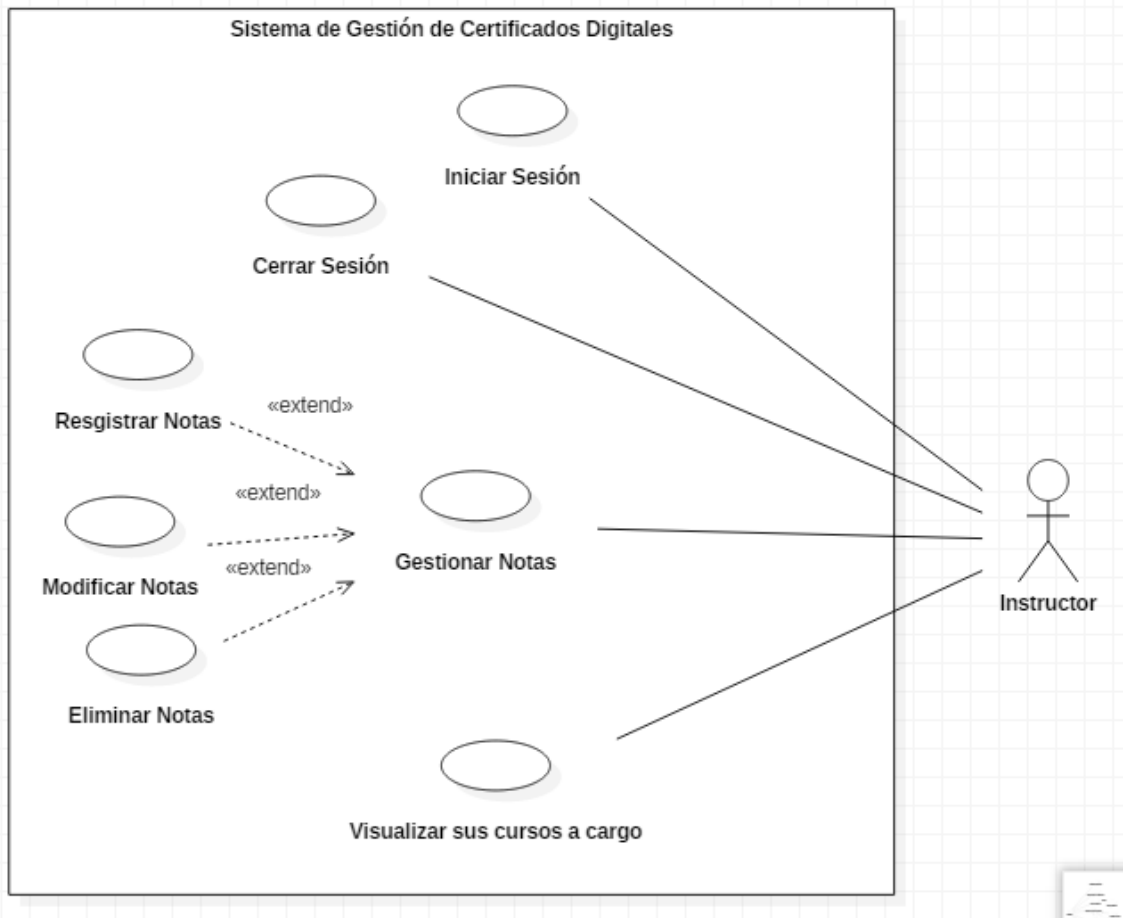 Sistema de Gestión de Certificados Digitales
Iniciar Sesión
Cerrar Sesión
Resgistrar Notas
«extend»
«extend»
Modificar Notas
«extend»
Gestionar Notas
Eliminar Notas
Instructor
Visualizar sus cursos a cargo